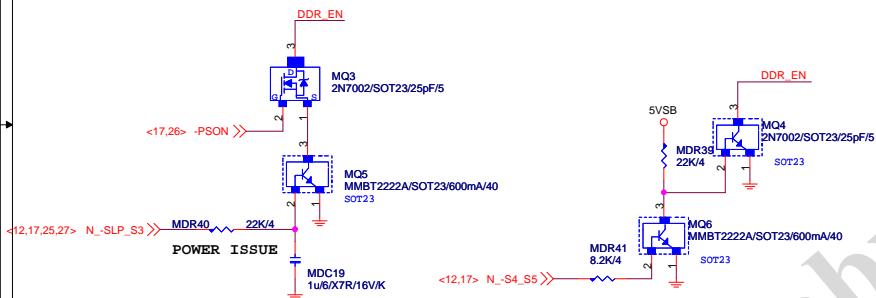 DDR_EN
3
D
G
S
MQ3
2N7002/SOT23/25pF/5
2
1
<17,26> -PSON
3
MQ5
MMBT2222A/SOT23/600mA/40
SOT23
2
1
<12,17,25,27> N_-SLP_S3
MDR40
22K/4
POWER ISSUE
MDC19
1u/6/X7R/16V/K
DDR_EN
5VSB
3
MQ4
2N7002/SOT23/25pF/5
MDR39
22K/4
SOT23
2
1
3
MQ6
MMBT2222A/SOT23/600mA/40
MDR41
8.2K/4
SOT23
2
1
<12,17> N_-S4_S5